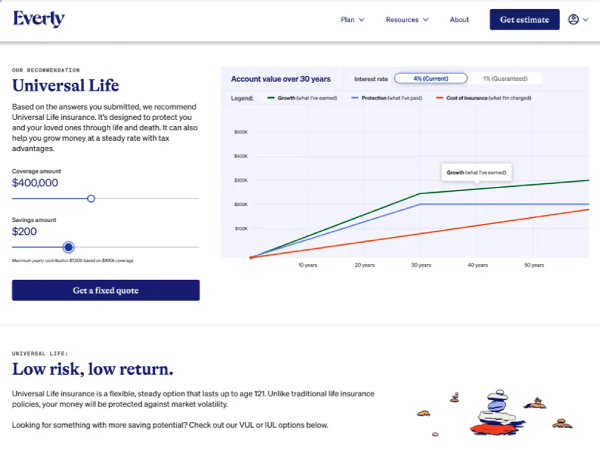 Everly
Plan
Resources
About
Get estimate
OUR RECOMMENDATION
Universal Life
Based on the answers you submitted, we recommend
Universal Life insurance. It's designed to protect you
and your loved ones through life and death. It can also
help you grow money at a steady rate with tax
advantages.
Coverage amount
$400,000
Savings amount
$200
Maximum yearly contribution $7,500 based on $400k coverage
Get a fixed quote
Account value over 30 years
Interest rate
4% (Current)
1% (Guaranteed)
Legend:
Growth (what I've earned)
Protection (what I've paid)
Cost of insurance (what I'm charged)
$500K
$400K
$300K
$200K
$100K
Growth (what I've earned)
10 years
20 years
30 years
40 years
50 years
UNIVERSAL LIFE:
Low risk, low return.
Universal Life insurance is a flexible, steady option that lasts up to age 121. Unlike traditional life insurance
policies, your money will be protected against market volatility.
Looking for something with more saving potential? Check out our VUL or IUL options below.